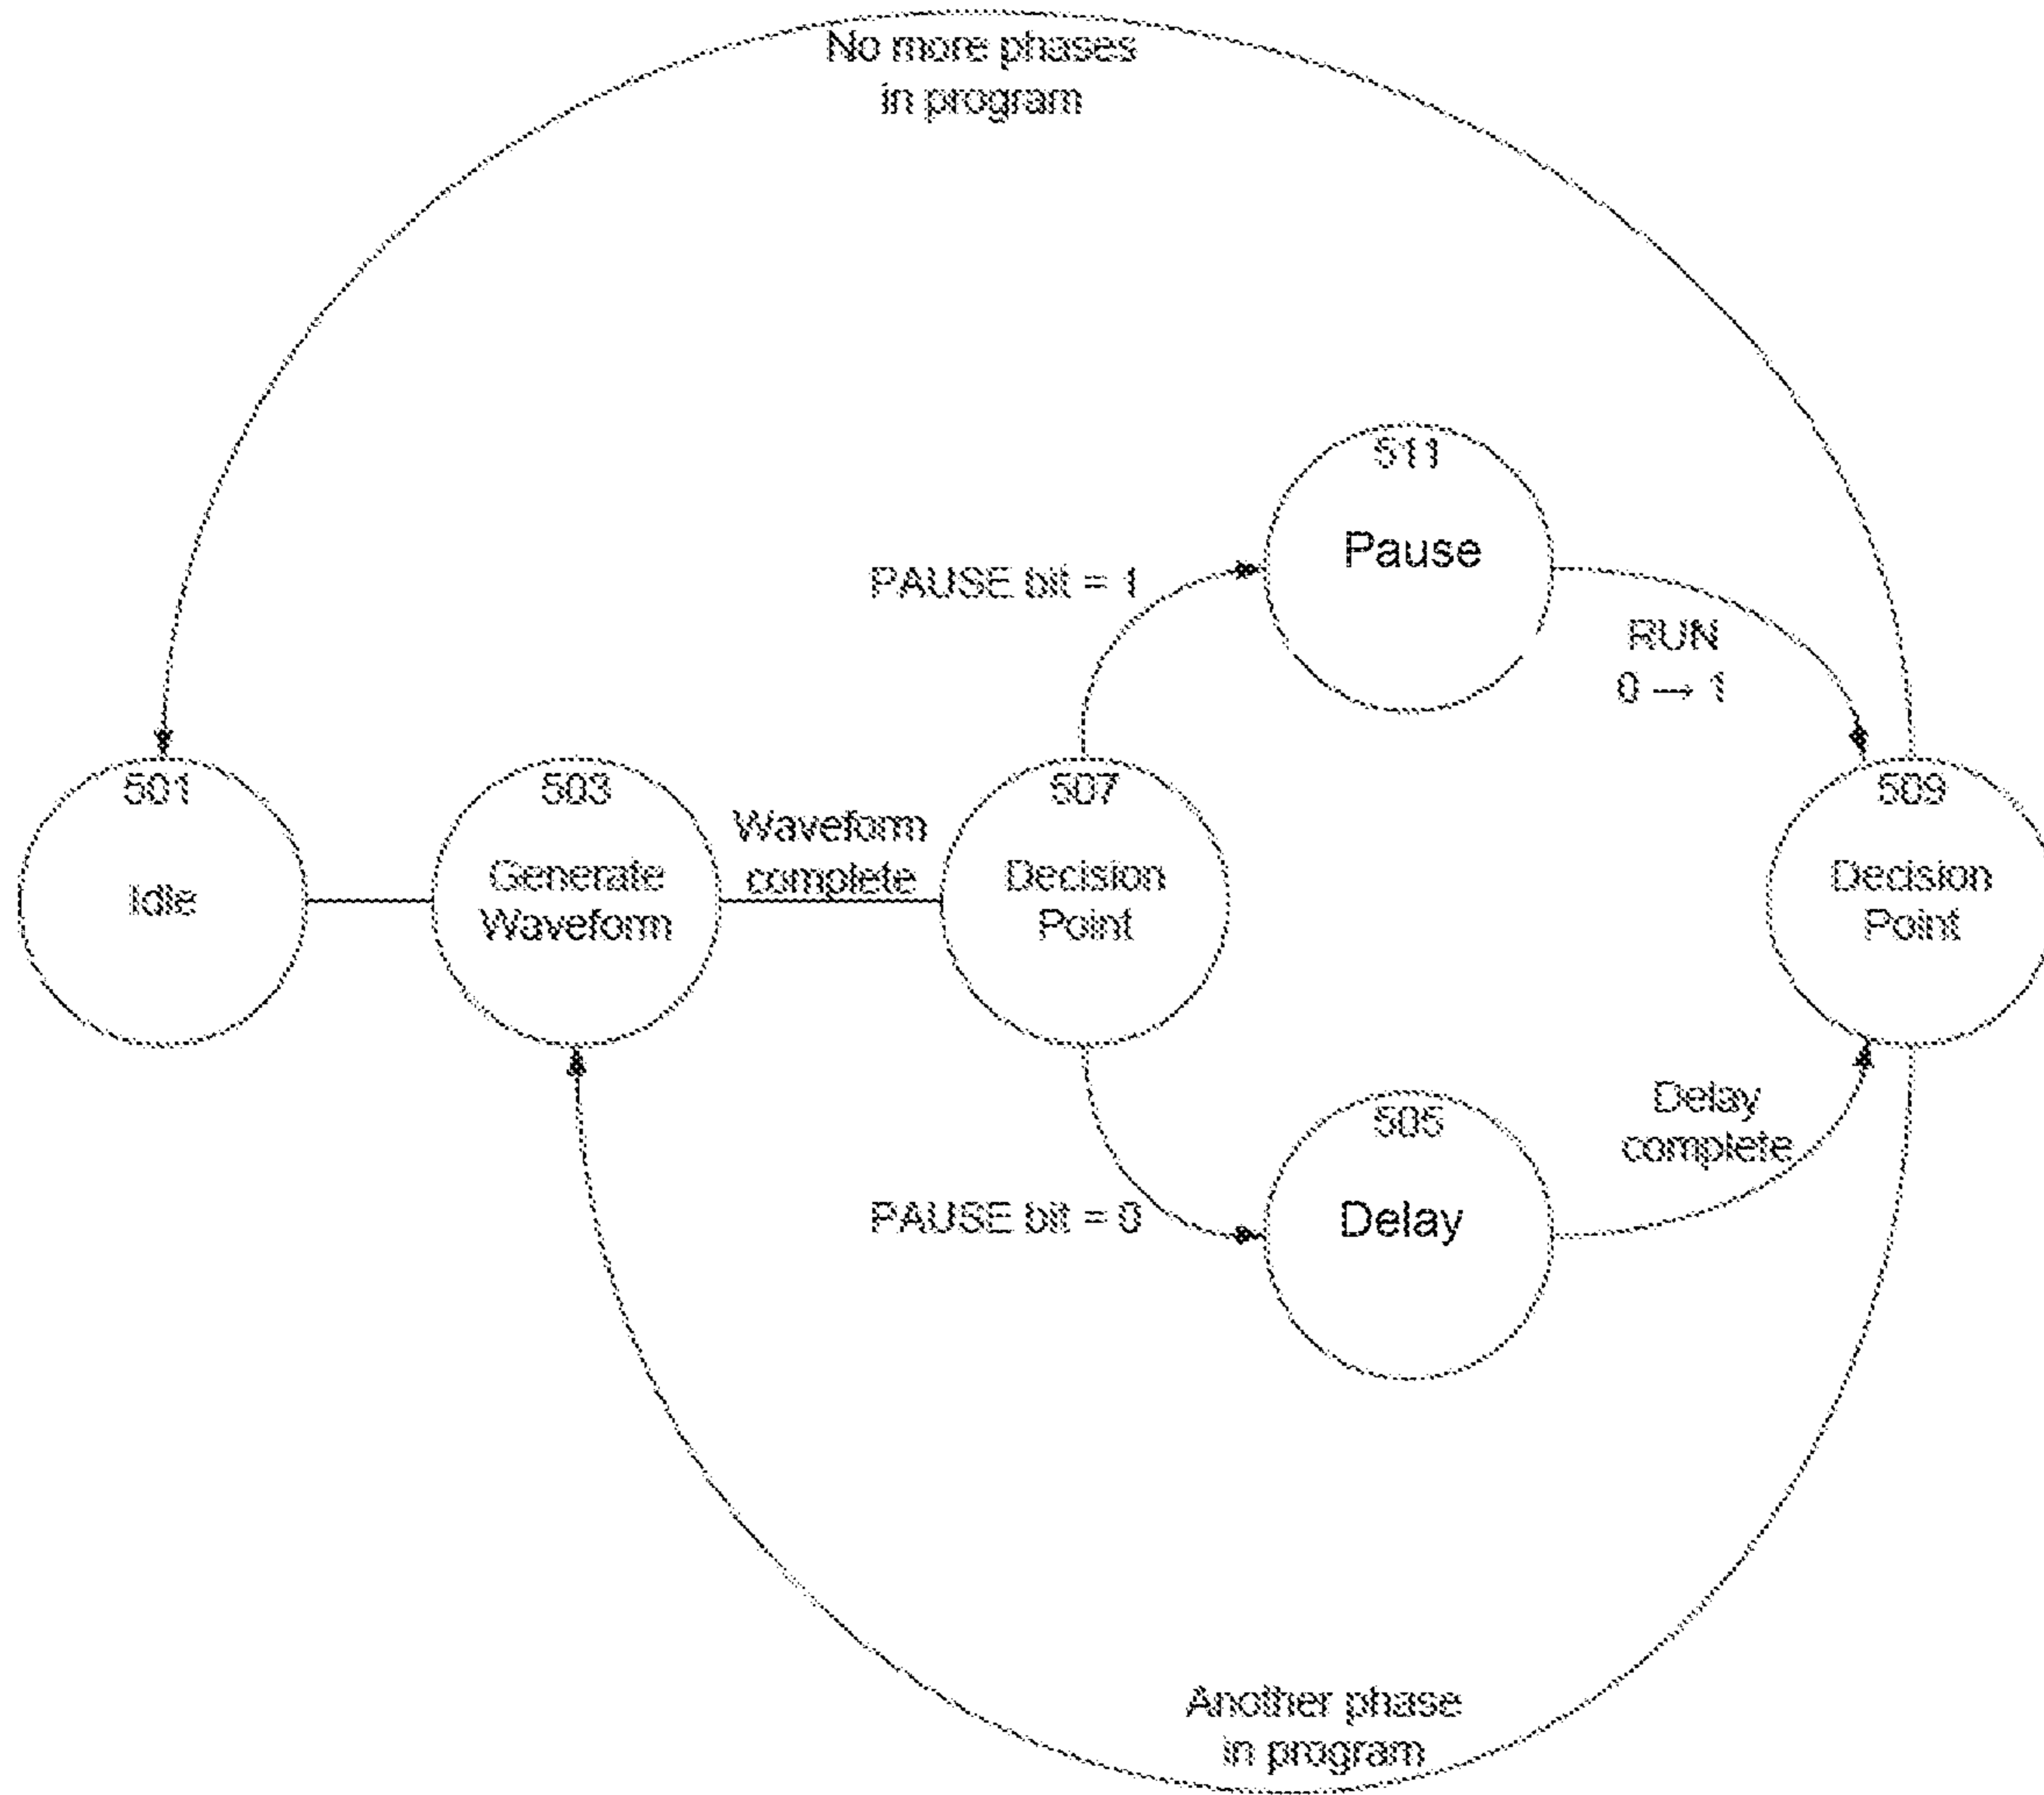 No more phases
in program
511
Pause
PAUSE bit = 1
RUN
0 → 1
501
Idle
503
Generate
Waveform
Waveform
complete
507
Decision
Point
509
Decision
Point
505
Delay
Delay
complete
PAUSE bit = 0
Another phase
in program